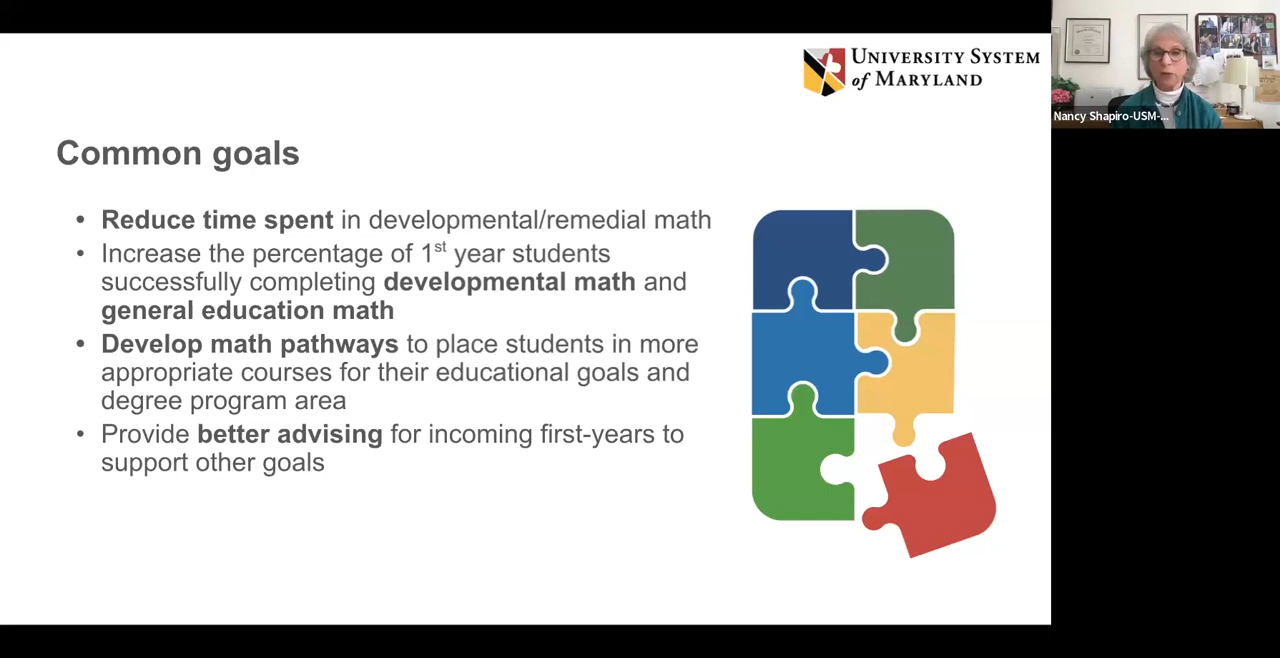 UNIVERSITY SYSTEM
of MARYLAND
Nancy Shapiro-USM-...
Common goals
• Reduce time spent in developmental/remedial math
• Increase the percentage of 1st year students
successfully completing developmental math and
general education math
• Develop math pathways to place students in more
appropriate courses for their educational goals and
degree program area
• Provide better advising for incoming first-years to
support other goals